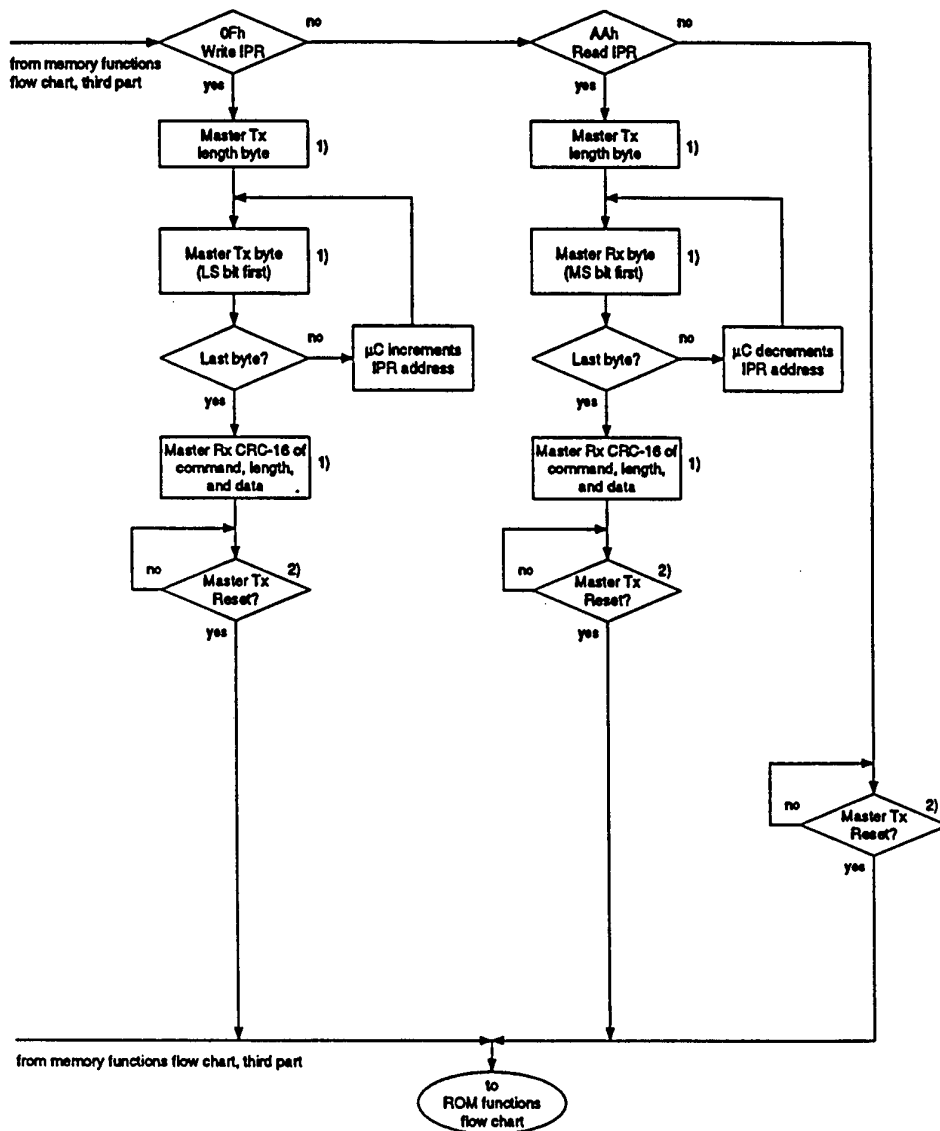 0Fh
Write IPR
no
AAh
Read IPR
no
from memory functions
flow chart, third part
yes
yes
Master Tx
length byte
1)
Master Tx
length byte
1)
Master Tx byte
(LS bit first)
1)
Master Rx byte
(MS bit first)
1)
Last byte?
no
µC increments
IPR address
Last byte?
no
µC decrements
IPR address
yes
yes
Master Rx CRC-16 of
command, length,
and data
1)
Master Rx CRC-16 of
command, length,
and data
1)
no
Master Tx
Reset?
2)
no
Master Tx
Reset?
2)
yes
yes
no
Master Tx
Reset?
2)
yes
from memory functions flow chart, third part
to
ROM functions
flow chart